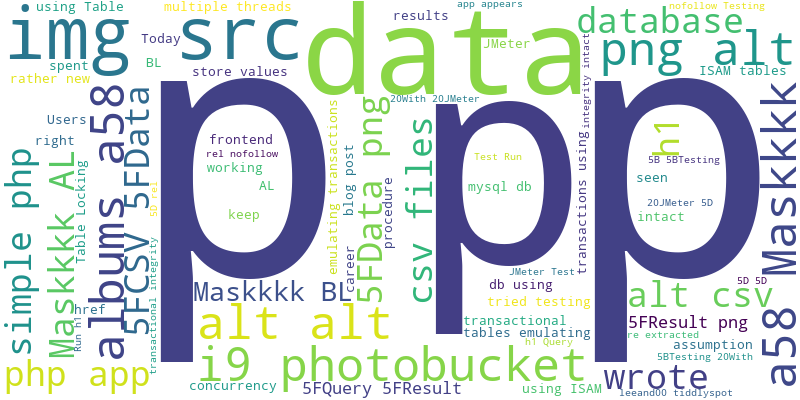 using Table
multiple threads
app appears
nofollow Testing
img
src
data
results
database
Today
JMeter
png alt
spent
BL
rather new
store values
ISAM tables
albums a58
5FCSV 5FData
p
p p
20With 20JMeter
integrity intact
Maskkkk
a58
Users
right
simple php
Maskkkk AL
Table Locking
frontend
rel nofollow
working
AL
keep
emulating transactions
blog post
5FData png
procedure
csv files
Test Run
mysql db
transactions using
h1
5B 5BTesting
seen
20JMeter 5D
intact
5D rel
transactional integrity
career
JMeter Test
db using
tried testing
5D 5D
Maskkkk BL
alt csv
href
Run h1
alt alt
transactional
tables emulating
5FResult png
re extracted
assumption
h1 Query
5BTesting 20With
php app
i9 photobucket
wrote
concurrency
5FQuery 5FResult
using ISAM
leeand00 tiddlyspot